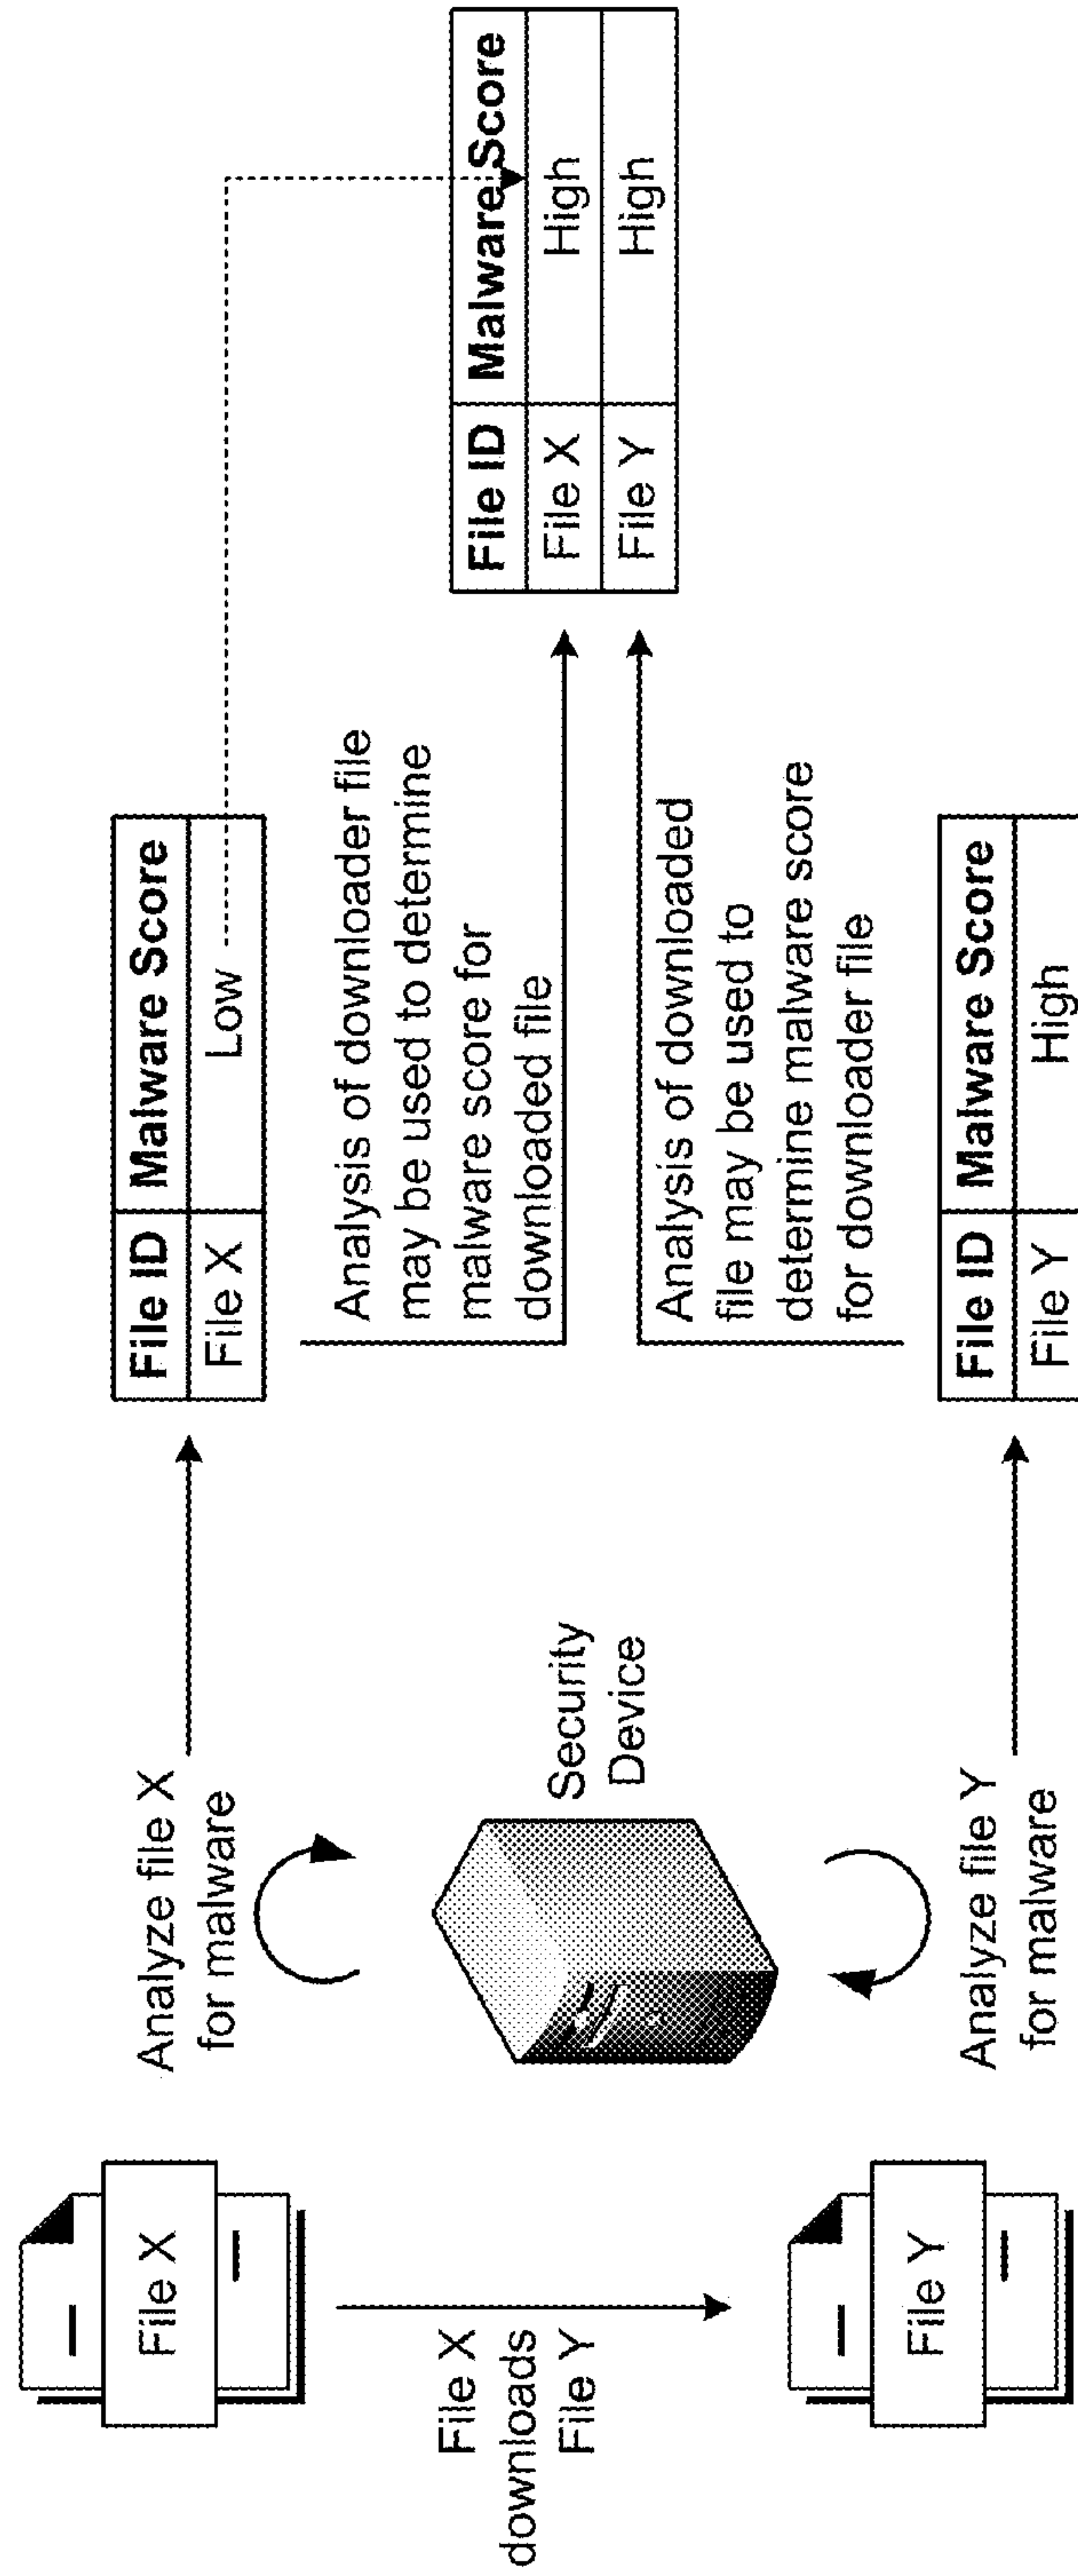 File X
File X
downloads
File Y
File Y
Analyze file X
for malware
Security
Device
Analyze file Y
for malware
File ID Malware Score
File X Low
Analysis of downloader file
may be used to determine
malware score for
downloaded file
Analysis of downloaded
file may be used to
determine malware score
for downloader file
File ID Malware Score
File Y High
File ID Malware Score
File X High
File Y High